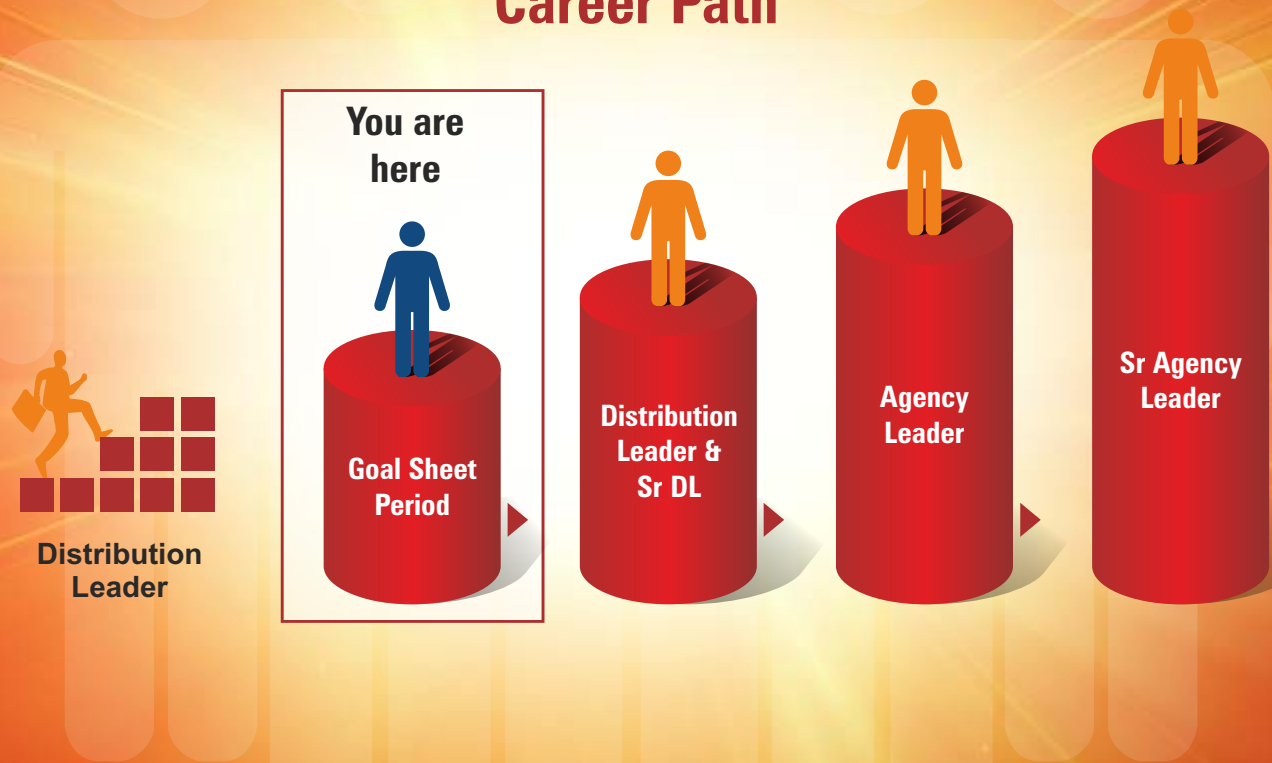 Career Path
You are
here
Goal Sheet
Period
Distribution
Leader &
Sr DL
Agency
Leader
Sr Agency
Leader
Distribution
Leader